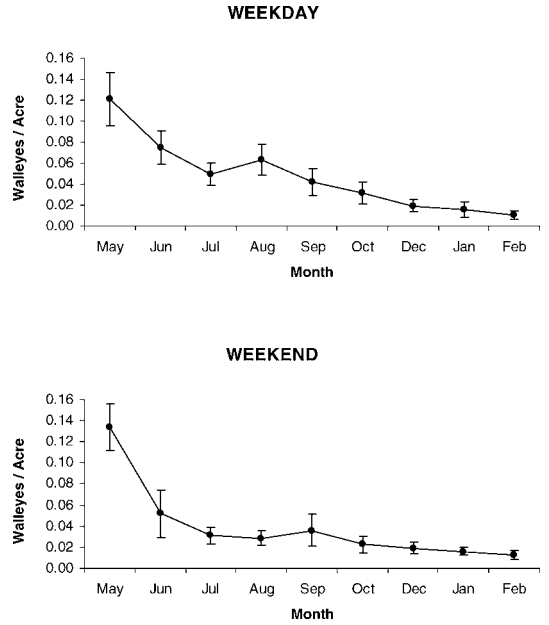 WEEKDAY
Walleyes / Acre
0.16
0.14
0.12
0.10
0.08
0.06
0.04
0.02
0.00
May Jun Jul Aug Sep Oct Dec Jan Feb
Month
WEEKEND
Walleyes / Acre
0.16
0.14
0.12
0.10
0.08
0.06
0.04
0.02
0.00
May Jun Jul Aug Sep Oct Dec Jan Feb
Month